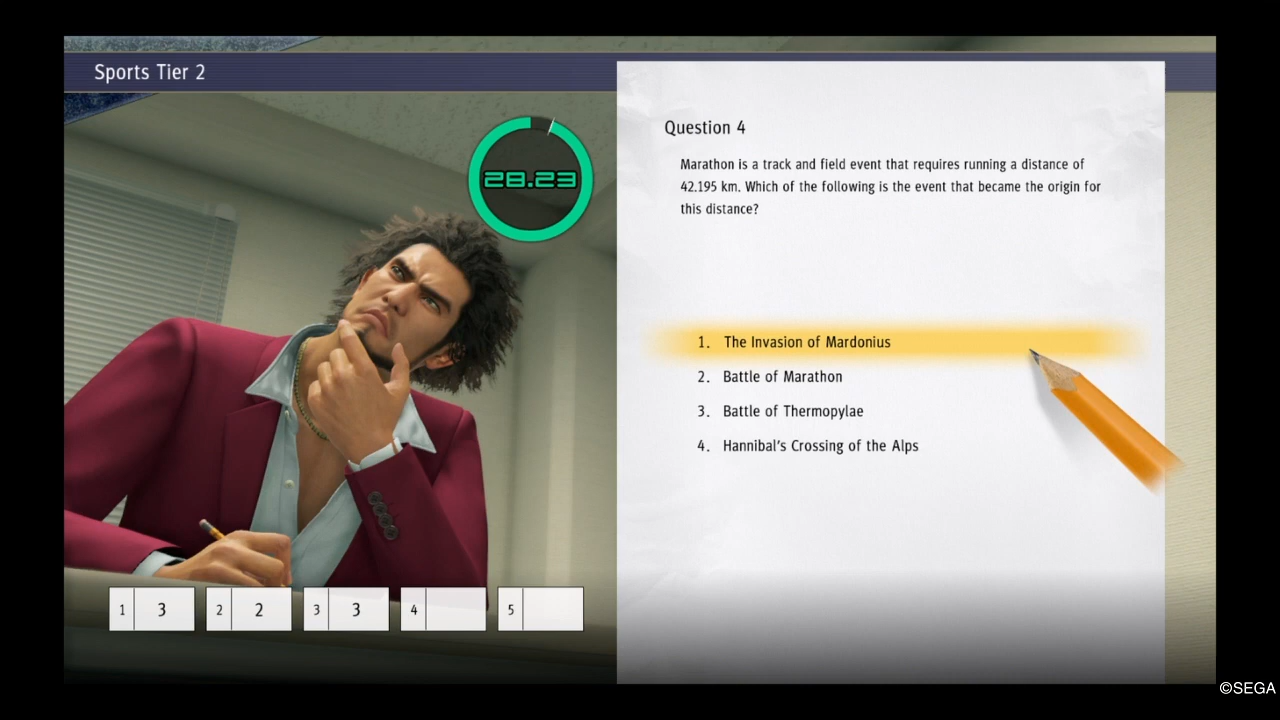 Sports Tier 2
28.23
Question 4
Marathon is a track and field event that requires running a distance of
42.195 km. Which of the following is the event that became the origin for
this distance?
1. The Invasion of Mardonius
2. Battle of Marathon
3. Battle of Thermopylae
4. Hannibal's Crossing of the Alps
1 3 2 2 3 3 4 5
©SEGA